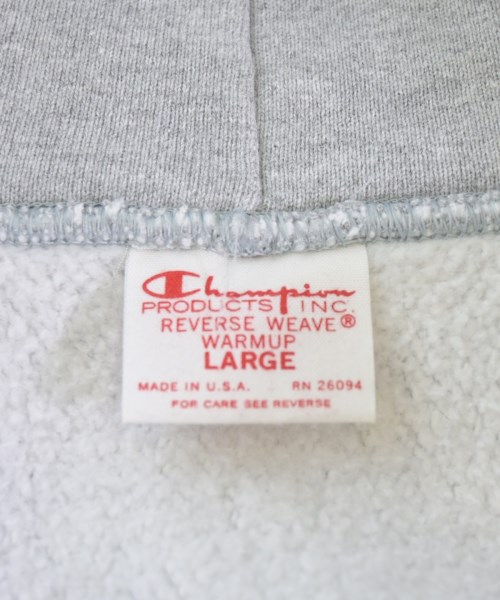 Champion
PRODUCTS INC.
REVERSE WEAVE®
WARMUP
LARGE
MADE IN U.S.A. RN 26094
FOR CARE SEE REVERSE